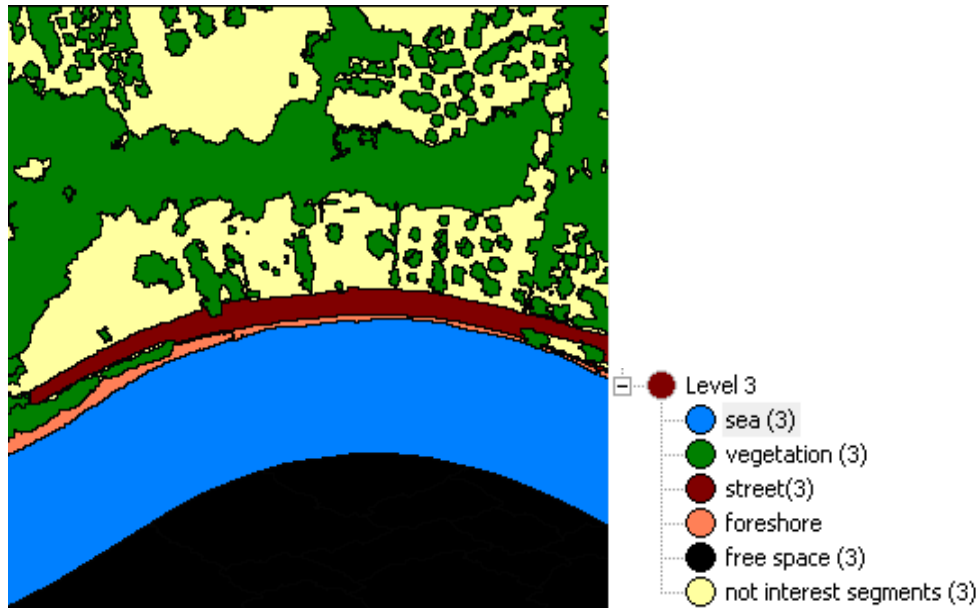 Level 3
sea (3)
vegetation (3)
street(3)
foreshore
free space (3)
not interest segments (3)